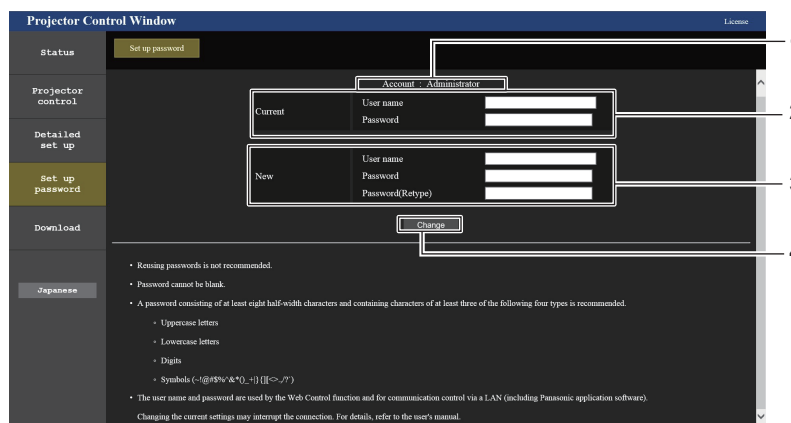 Projector Control Window
License
Status
Set up password
Account : Administrator
Projector
control
Current
User name
Password
Detailed
set up
New
User name
Password
Password(Retype)
Set up
password
Change
Download
Japanese
• Reusing passwords is not recommended.
• Password cannot be blank.
• A password consisting of at least eight half-width characters and containing characters of at least three of the following four types is recommended.
Uppercase letters
Lowercase letters
Digits
Symbols (~!@#$%^&*()_+|}{][<>.,/?`)
• The user name and password are used by the Web Control function and for communication control via a LAN (including Panasonic application software).
Changing the current settings may interrupt the connection. For details, refer to the user's manual.